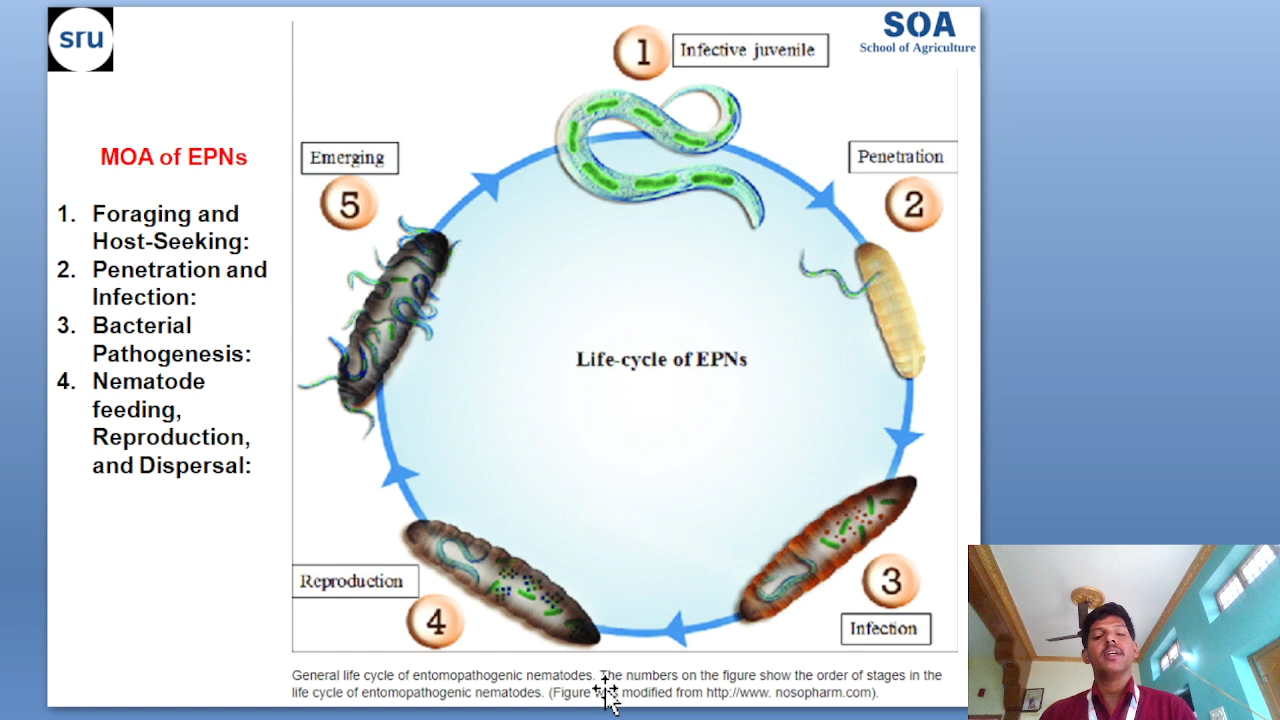 sru
SOA
School of Agriculture
MOA of EPNs
1. Foraging and
Host-Seeking:
2. Penetration and
Infection:
3. Bacterial
Pathogenesis:
4. Nematode
feeding,
Reproduction,
and Dispersal:
1 Infective juvenile
Penetration
2
3
Infection
Reproduction
4
Emerging
5
Life-cycle of EPNs
General life cycle of entomopathogenic nematodes. The numbers on the figure show the order of stages in the
life cycle of entomopathogenic nematodes. (Figure modified from http://www. nosopharm.com).